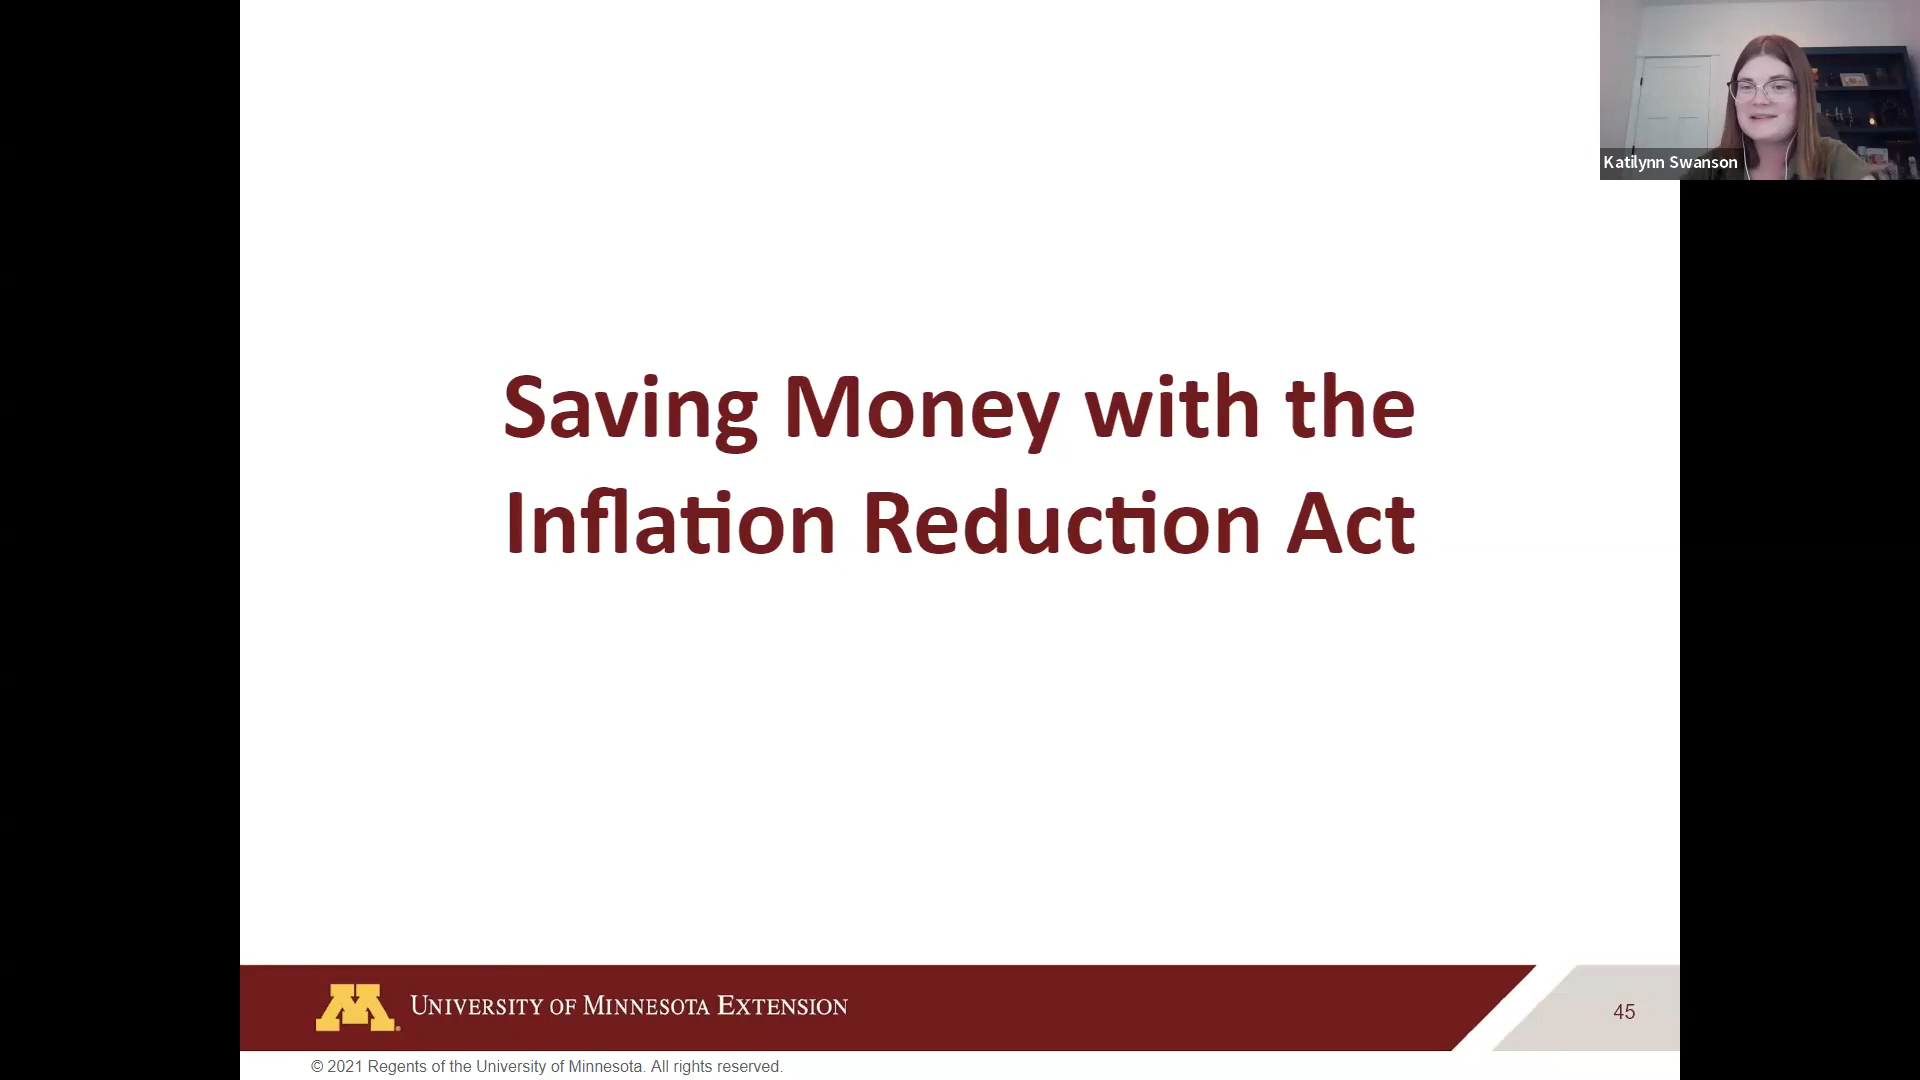 Katilynn Swanson
Saving Money with the
Inflation Reduction Act
UNIVERSITY OF MINNESOTA EXTENSION
45
© 2021 Regents of the University of Minnesota. All rights reserved.